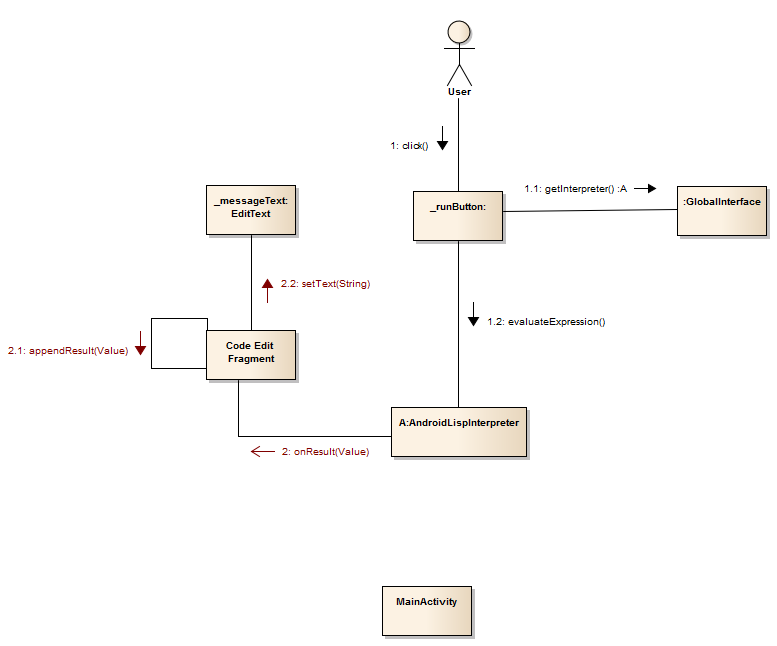 User
1: click()
1.1: getInterpreter() :A
_messageText:
EditText
_runButton:
:GlobalInterface
2.2: setText(String)
1.2: evaluateExpression()
2.1: appendResult(Value)
Code Edit
Fragment
A:AndroidLispInterpreter
2: onResult(Value)
MainActivity